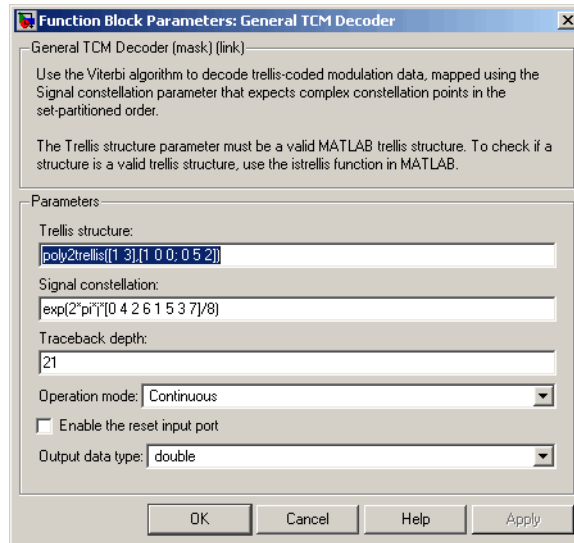 Function Block Parameters: General TCM Decoder
General TCM Decoder (mask) (link)
Use the Viterbi algorithm to decode trellis-coded modulation data, mapped using the
Signal constellation parameter that expects complex constellation points in the
set-partitioned order.
The Trellis structure parameter must be a valid MATLAB trellis structure. To check if a
structure is a valid trellis structure, use the istrellis function in MATLAB.
Parameters
Trellis structure:
poly2trellis([1 3],[1 0 0; 0 5 2])
Signal constellation:
exp(2*pi*j*[0 4 2 6 1 5 3 7]/8)
Traceback depth:
21
Operation mode: Continuous
Enable the reset input port
Output data type: double
OK Cancel Help Apply